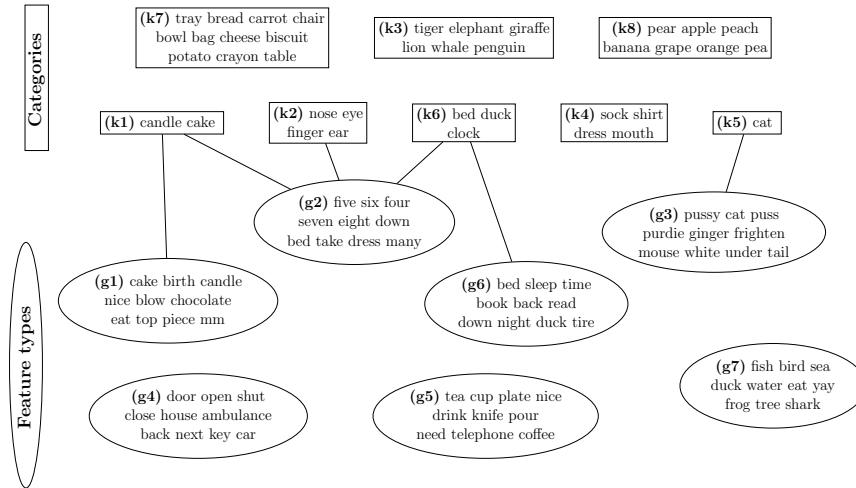 Categories
(k7) tray bread carrot chair
bowl bag cheese biscuit
potato crayon table
(k3) tiger elephant giraffe
lion whale penguin
(k8) pear apple peach
banana grape orange pea
(k1) candle cake
(k2) nose eye
finger ear
(k6) bed duck
clock
(k4) sock shirt
dress mouth
(k5) cat
Feature types
(g2) five six four
seven eight down
bed take dress many
(g3) pussy cat puss
purdie ginger frighten
mouse white under tail
(g1) cake birth candle
nice blow chocolate
eat top piece mm
(g6) bed sleep time
book back read
down night duck tire
(g7) fish bird sea
duck water eat yay
frog tree shark
(g4) door open shut
close house ambulance
back next key car
(g5) tea cup plate nice
drink knife pour
need telephone coffee